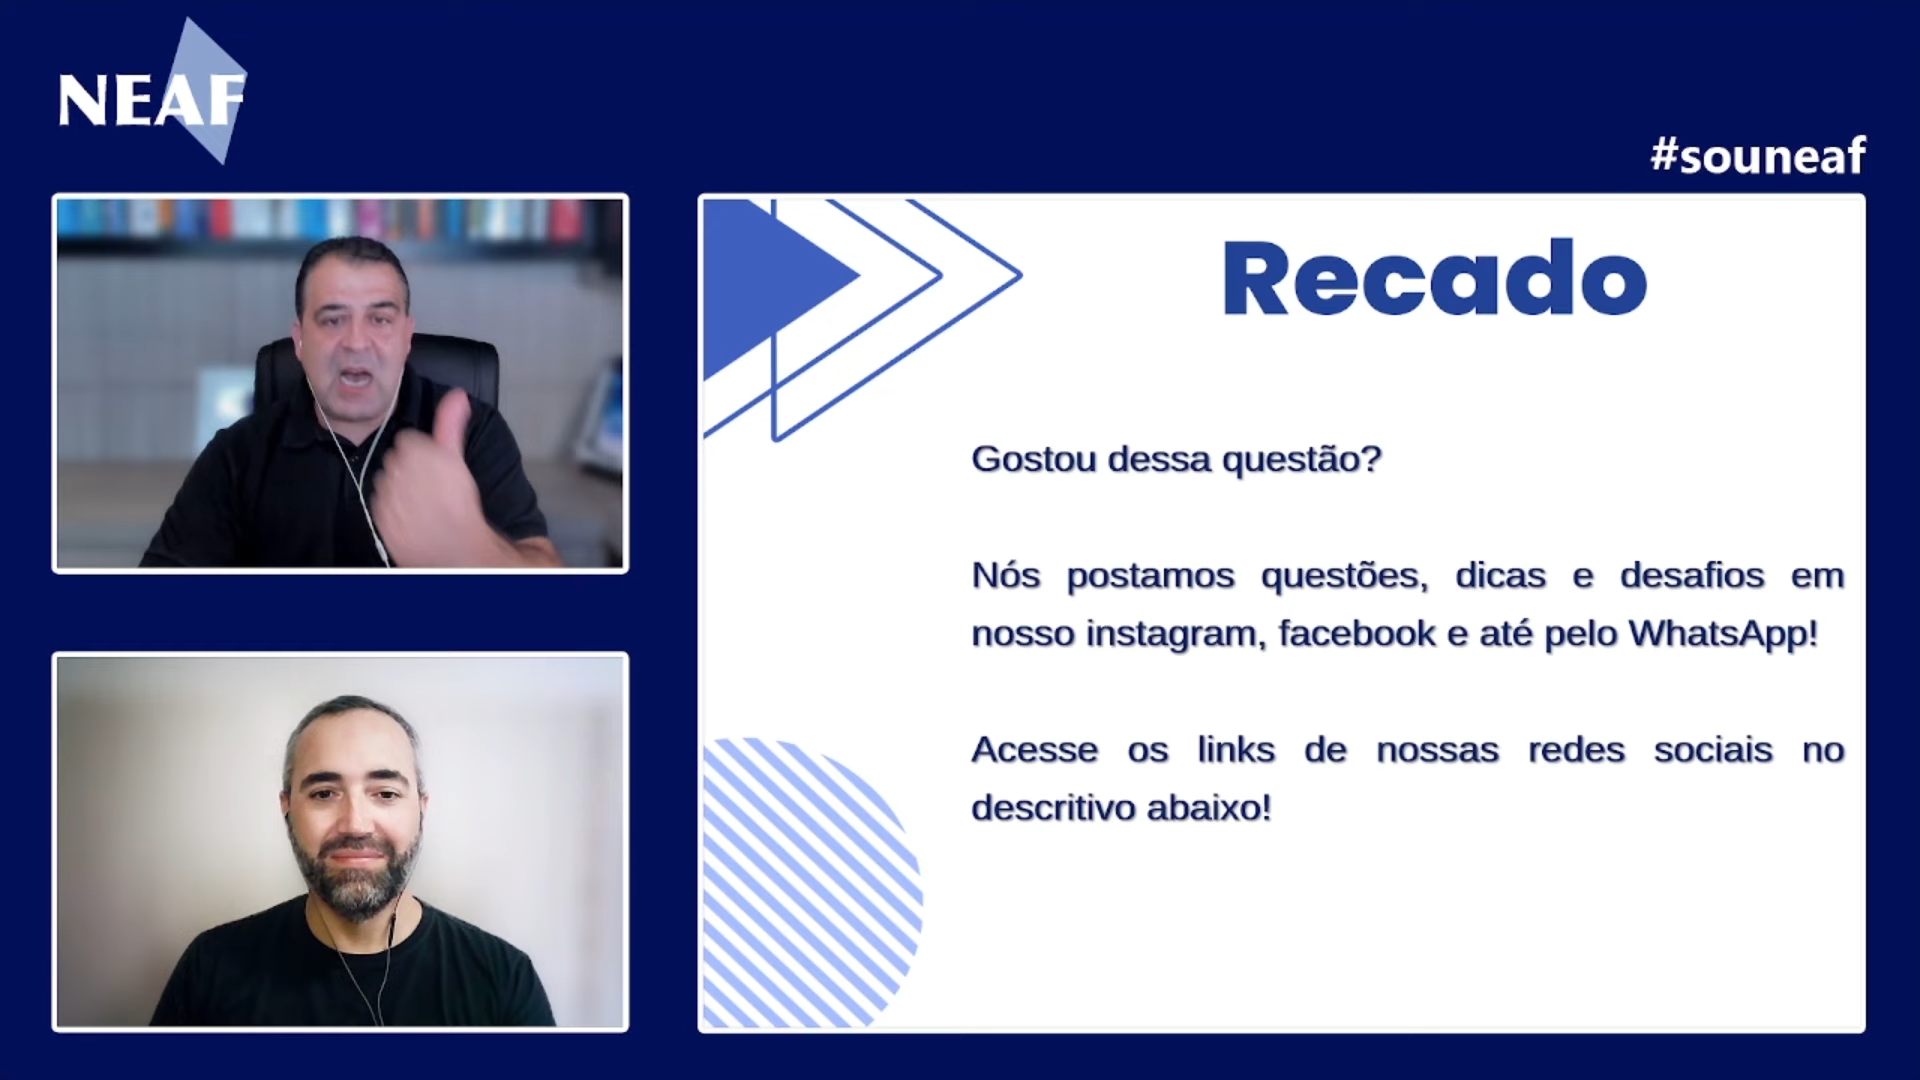 NEAF
#souneaf
Recado
Gostou dessa questão?
Nós postamos questões, dicas e desafios em
nosso instagram, facebook e até pelo WhatsApp!
Acesse os links de nossas redes sociais no
descritivo abaixo!